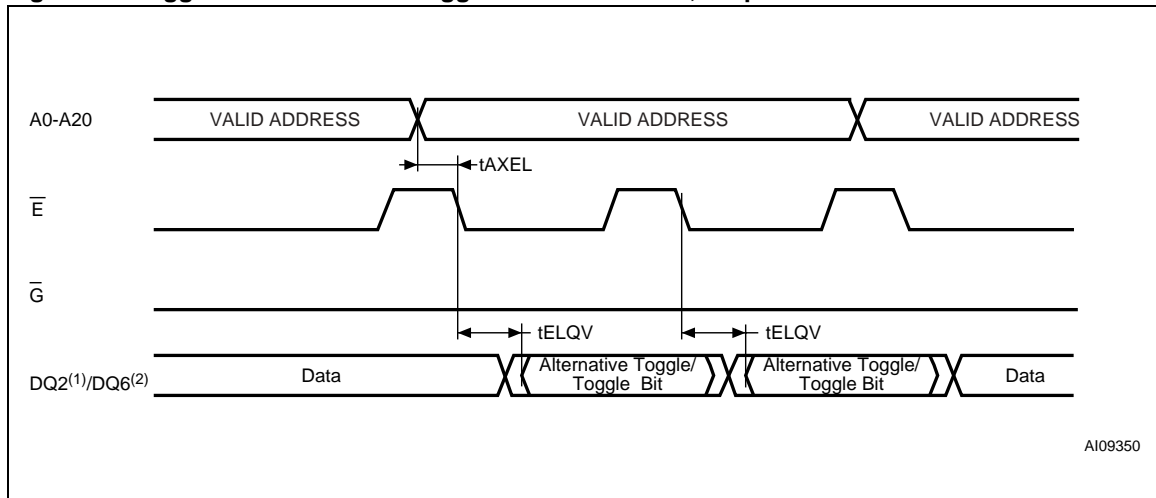 A0-A20
VALID ADDRESS
VALID ADDRESS
VALID ADDRESS
tAXEL
E
G
tELQV
tELQV
DQ2(1)/DQ6(2)
Data
Alternative Toggle/
Toggle Bit
Alternative Toggle/
Toggle Bit
Data
AI09350